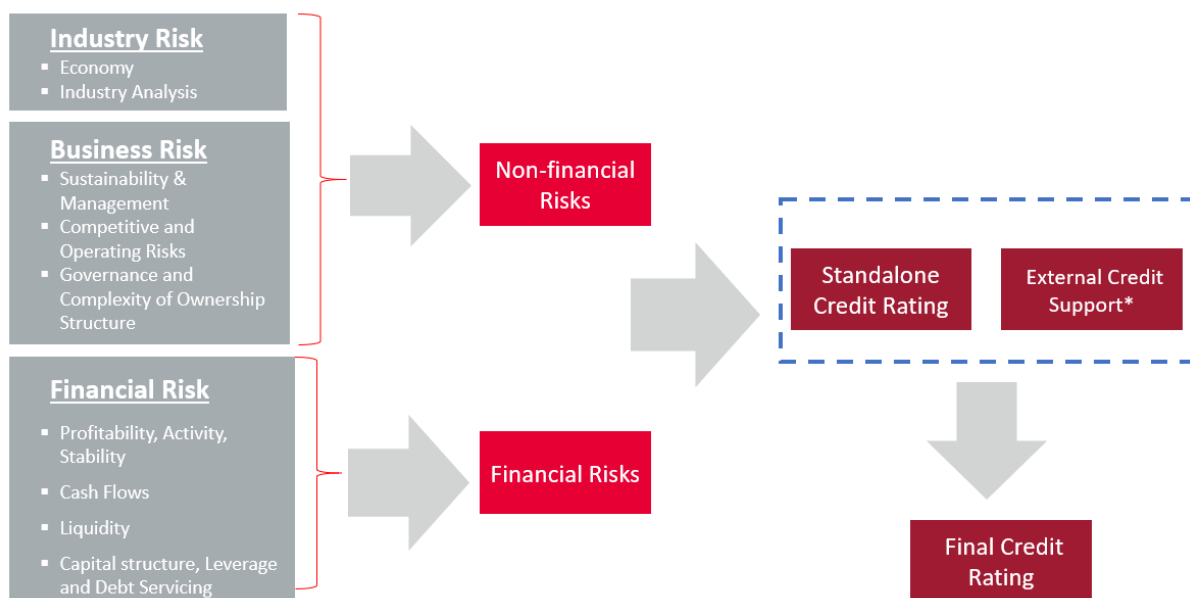 Industry Risk
▪ Economy
▪ Industry Analysis
Business Risk
▪ Sustainability &
Management
▪ Competitive and
Operating Risks
▪ Governance and
Complexity of Ownership
Structure
Financial Risk
▪ Profitability, Activity,
Stability
▪ Cash Flows
▪ Liquidity
▪ Capital structure, Leverage
and Debt Servicing
Non-financial
Risks
Financial Risks
Standalone
Credit Rating
External Credit
Support*
Final Credit
Rating